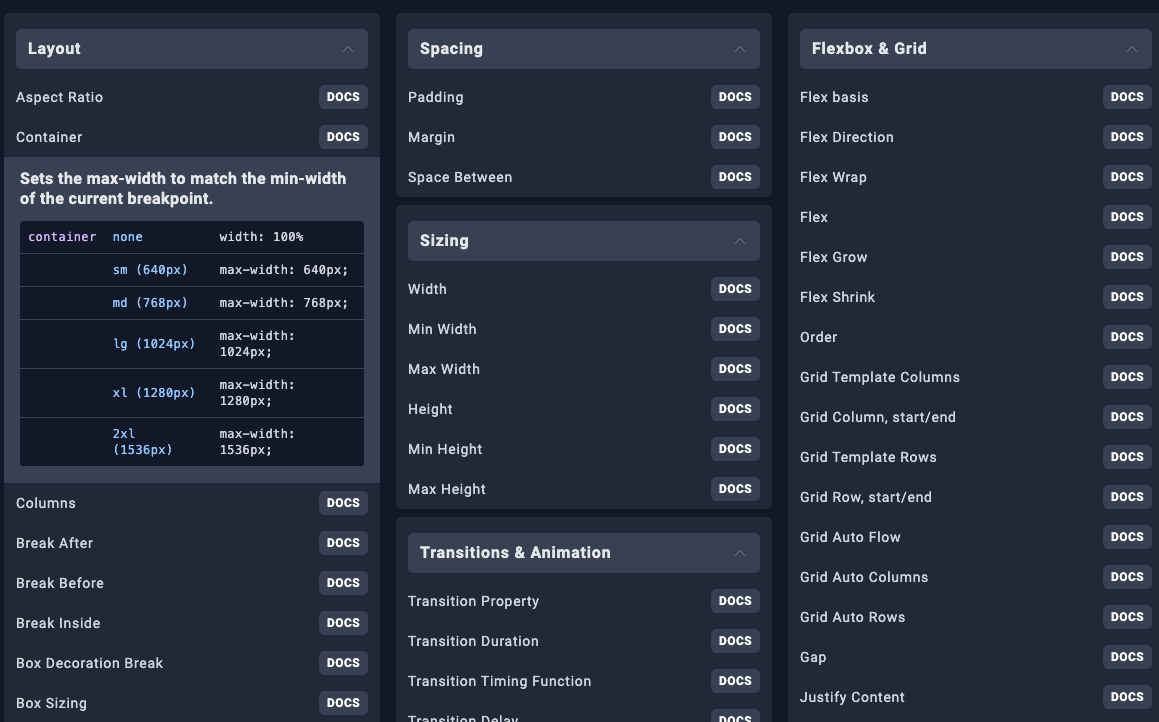 Layout
Aspect Ratio DOCS
Container DOCS
Sets the max-width to match the min-width
of the current breakpoint.
container none width: 100%
sm (640px) max-width: 640px;
md (768px) max-width: 768px;
lg (1024px) max-width:
1024px;
xl (1280px) max-width:
1280px;
2xl max-width:
(1536px) 1536px;
Columns DOCS
Break After DOCS
Break Before DOCS
Break Inside DOCS
Box Decoration Break DOCS
Box Sizing DOCS
Spacing
Padding DOCS
Margin DOCS
Space Between DOCS
Sizing
Width DOCS
Min Width DOCS
Max Width DOCS
Height DOCS
Min Height DOCS
Max Height DOCS
Transitions & Animation
Transition Property DOCS
Transition Duration DOCS
Transition Timing Function DOCS
Transition Delay DOCS
Flexbox & Grid
Flex basis DOCS
Flex Direction DOCS
Flex Wrap DOCS
Flex DOCS
Flex Grow DOCS
Flex Shrink DOCS
Order DOCS
Grid Template Columns DOCS
Grid Column, start/end DOCS
Grid Template Rows DOCS
Grid Row, start/end DOCS
Grid Auto Flow DOCS
Grid Auto Columns DOCS
Grid Auto Rows DOCS
Gap DOCS
Justify Content DOCS